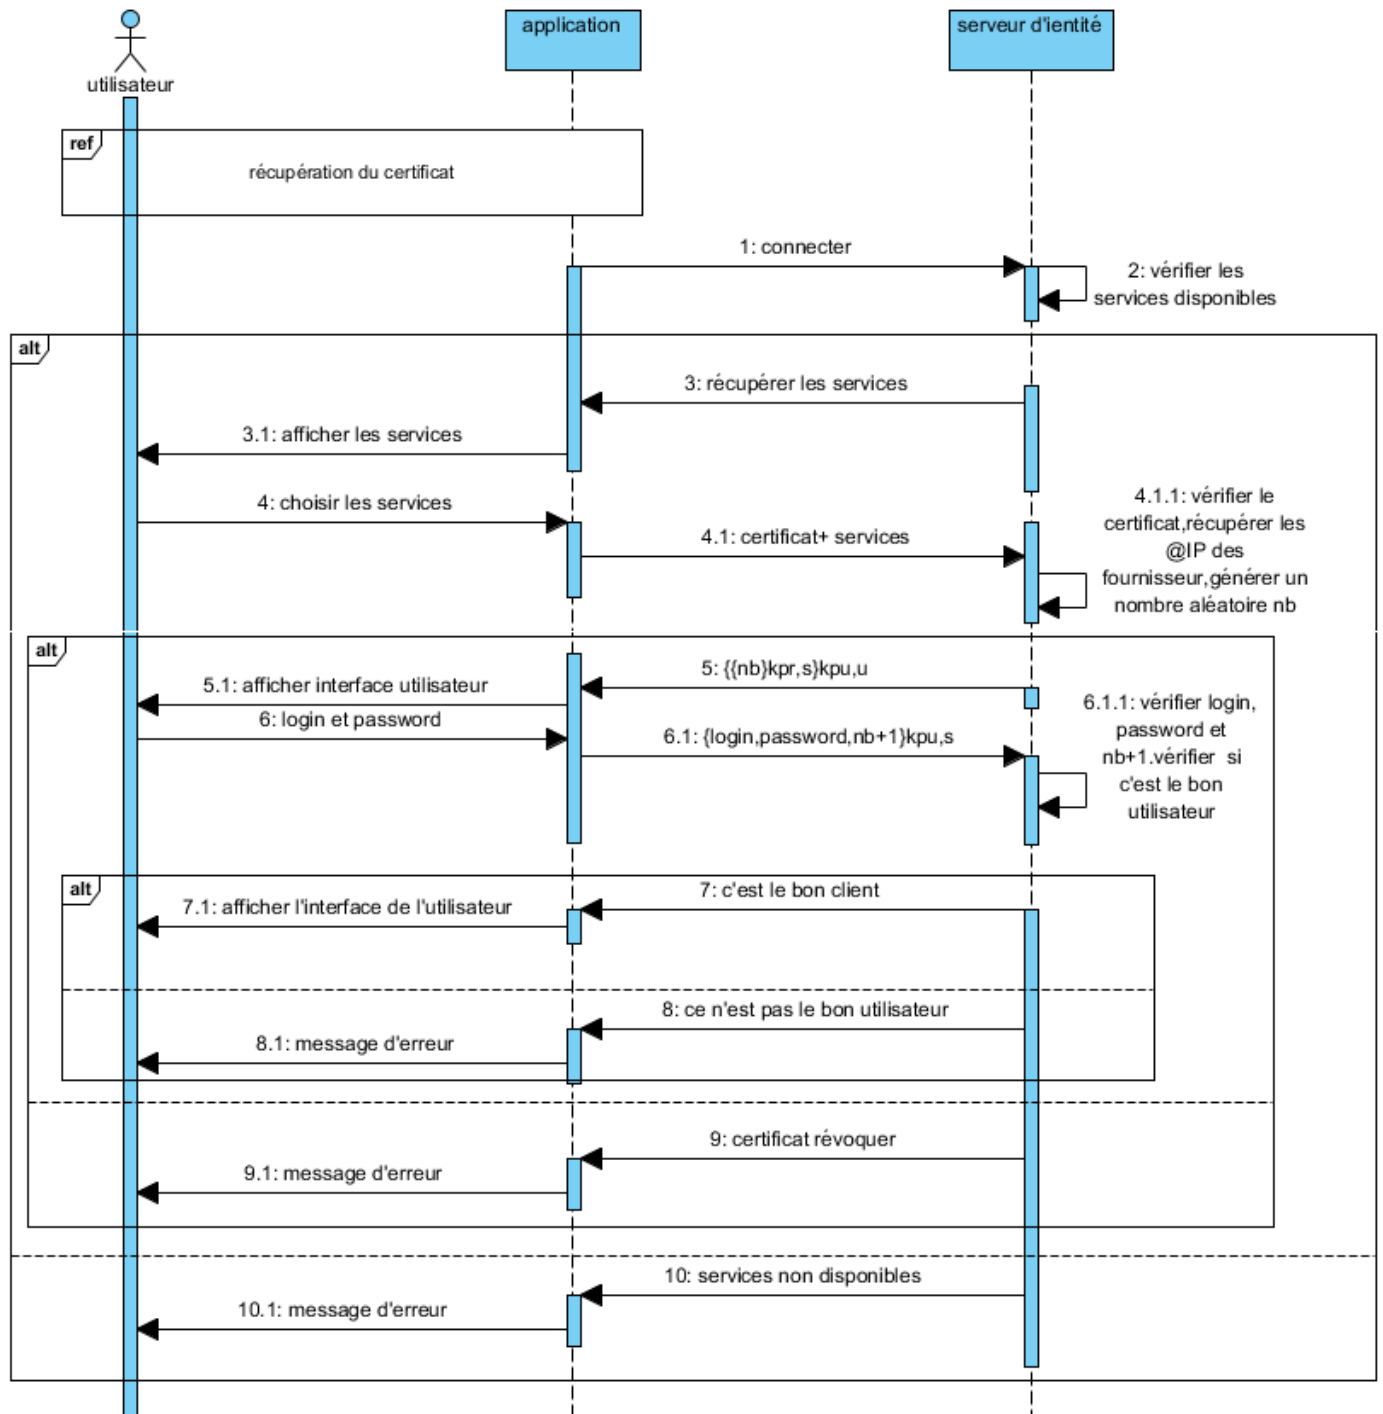 application
serveur d'ientité
utilisateur
ref
récupération du certificat
1: connecter
2: vérifier les
services disponibles
alt
3: récupérer les services
3.1: afficher les services
4: choisir les services
4.1: certificat+ services
4.1.1: vérifier le
certificat,récupérer les
@IP des
fournisseur,générer un
nombre aléatoire nb
alt
5: {{nb}kpr,s}kpu,u
5.1: afficher interface utilisateur
6: login et password
6.1: {login,password,nb+1}kpu,s
6.1.1: vérifier login,
password et
nb+1.vérifier si
c'est le bon
utilisateur
alt
7: c'est le bon client
7.1: afficher l'interface de l'utilisateur
8: ce n'est pas le bon utilisateur
8.1: message d'erreur
9: certificat révoquer
9.1: message d'erreur
10: services non disponibles
10.1: message d'erreur